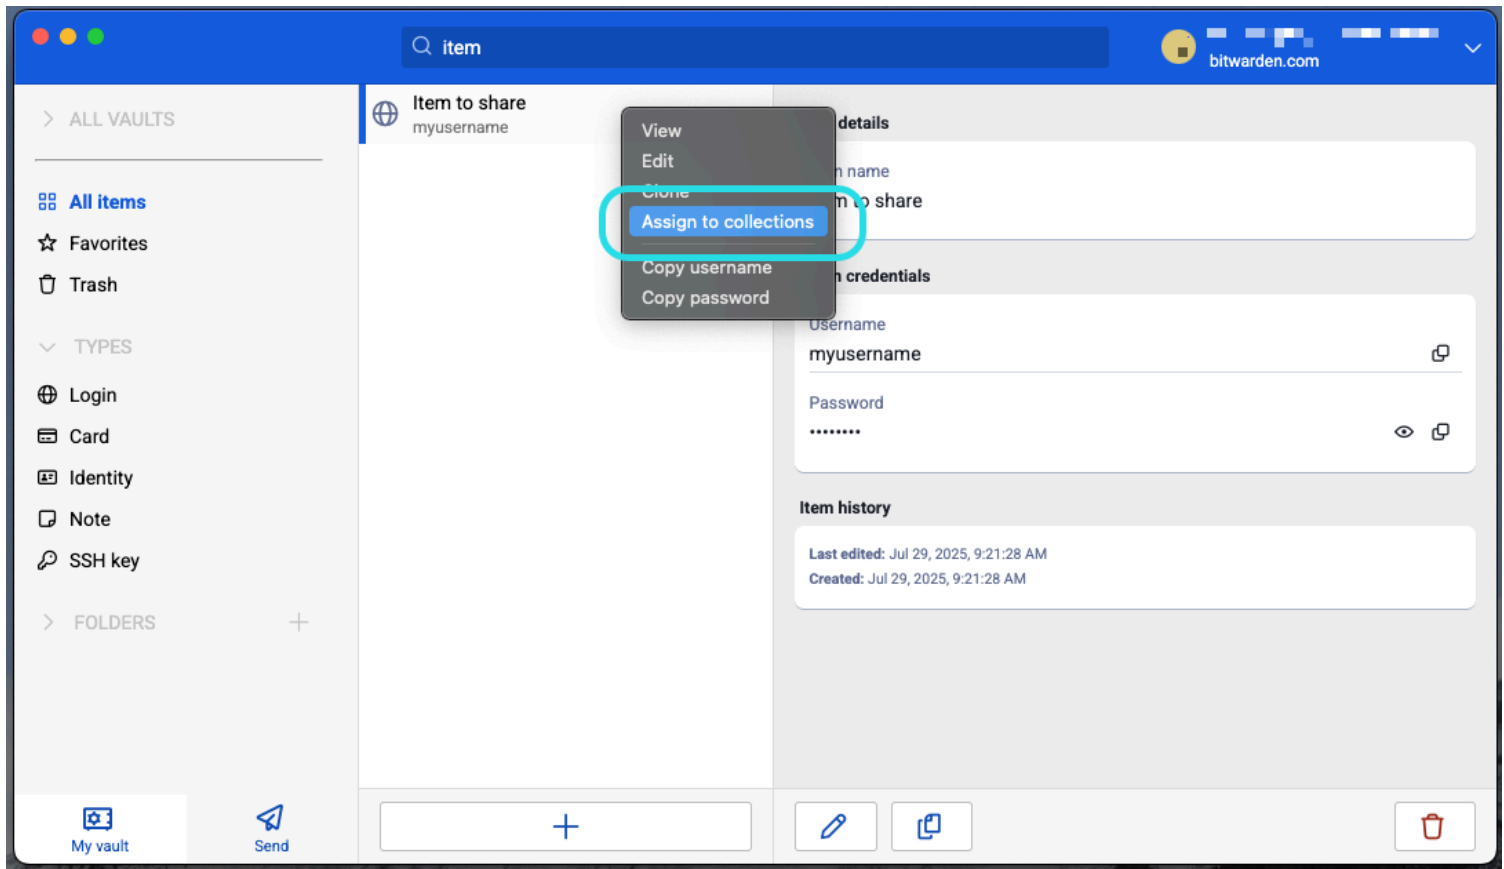 item
bitwarden.com
ALL VAULTS
All items
Favorites
Trash
TYPES
Login
Card
Identity
Note
SSH key
FOLDERS
My vault
Send
Item to share
myusername
View
Edit
Clone
Assign to collections
Copy username
Copy password
details
name
to share
credentials
Username
myusername
Password
••••••••
Item history
Last edited: Jul 29, 2025, 9:21:28 AM
Created: Jul 29, 2025, 9:21:28 AM